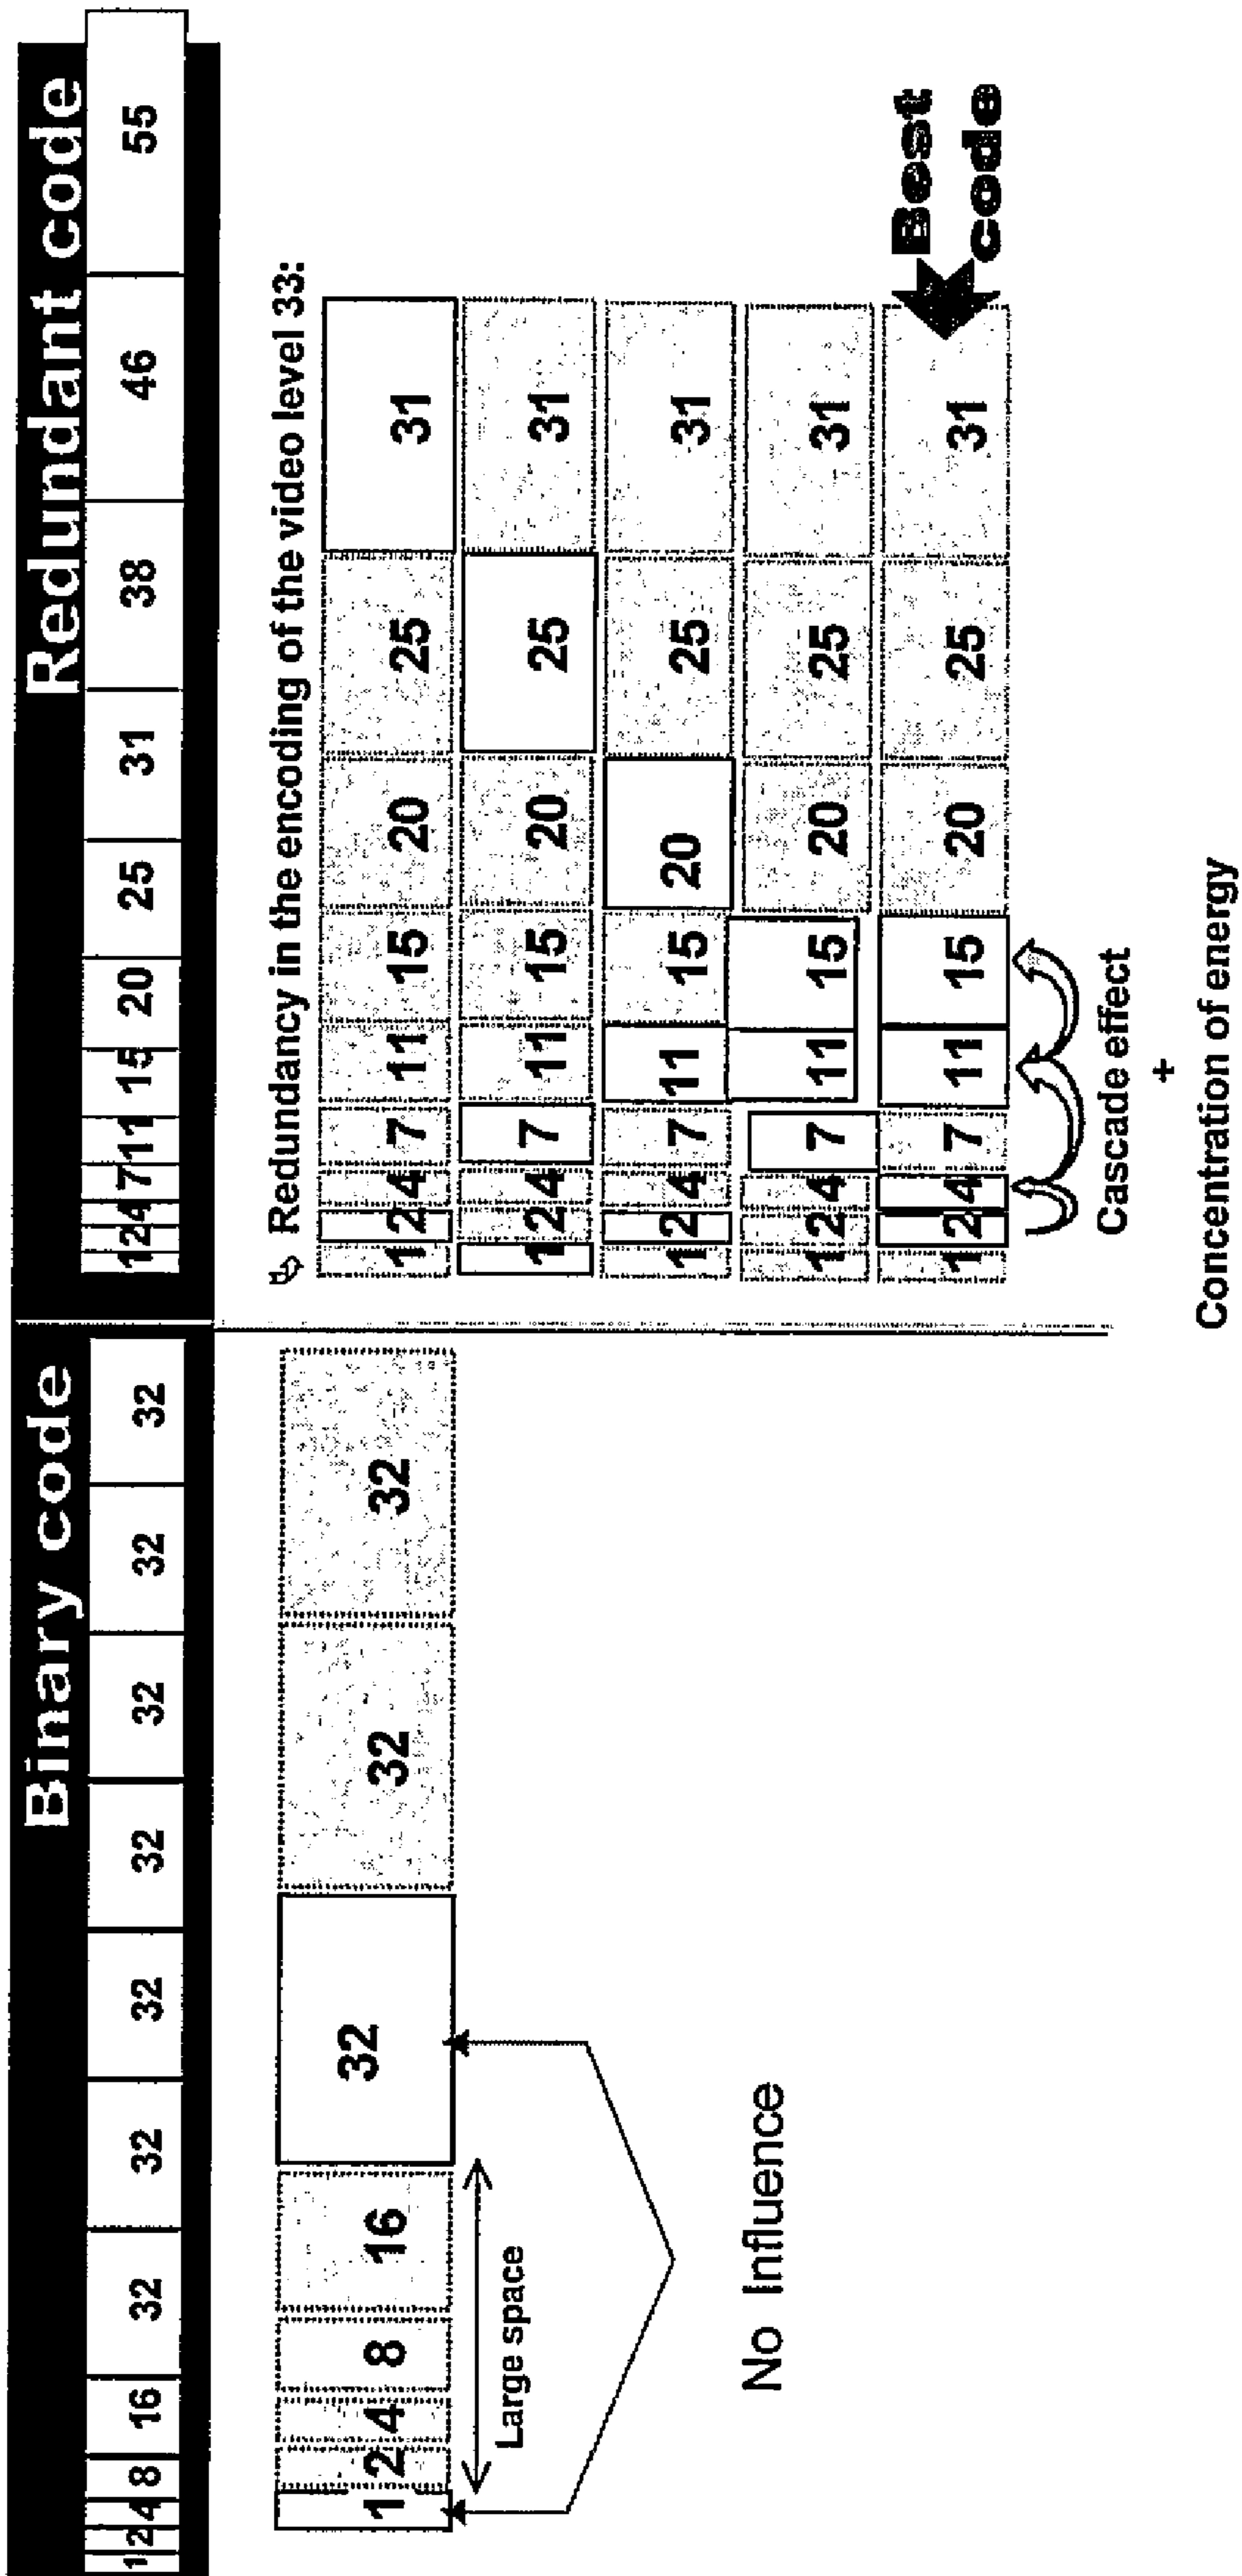 Binary code
1 2 4 8 16 32 32 32 32 32 32 32
1 2 4 8 16 32 32 32
Large space
No Influence
Redundant code
1 2 4 7 11 15 20 25 31 38 46 55
Redundancy in the encoding of the video level 33:
1 2 4 7 11 15 20 25 31
1 2 4 7 11 15 20 25 31
1 2 4 7 11 15 20 25 31
1 2 4 7 11 15 20 25 31
1 2 4 7 11 15 20 25 31
Best
code
Cascade effect
+
Concentration of energy